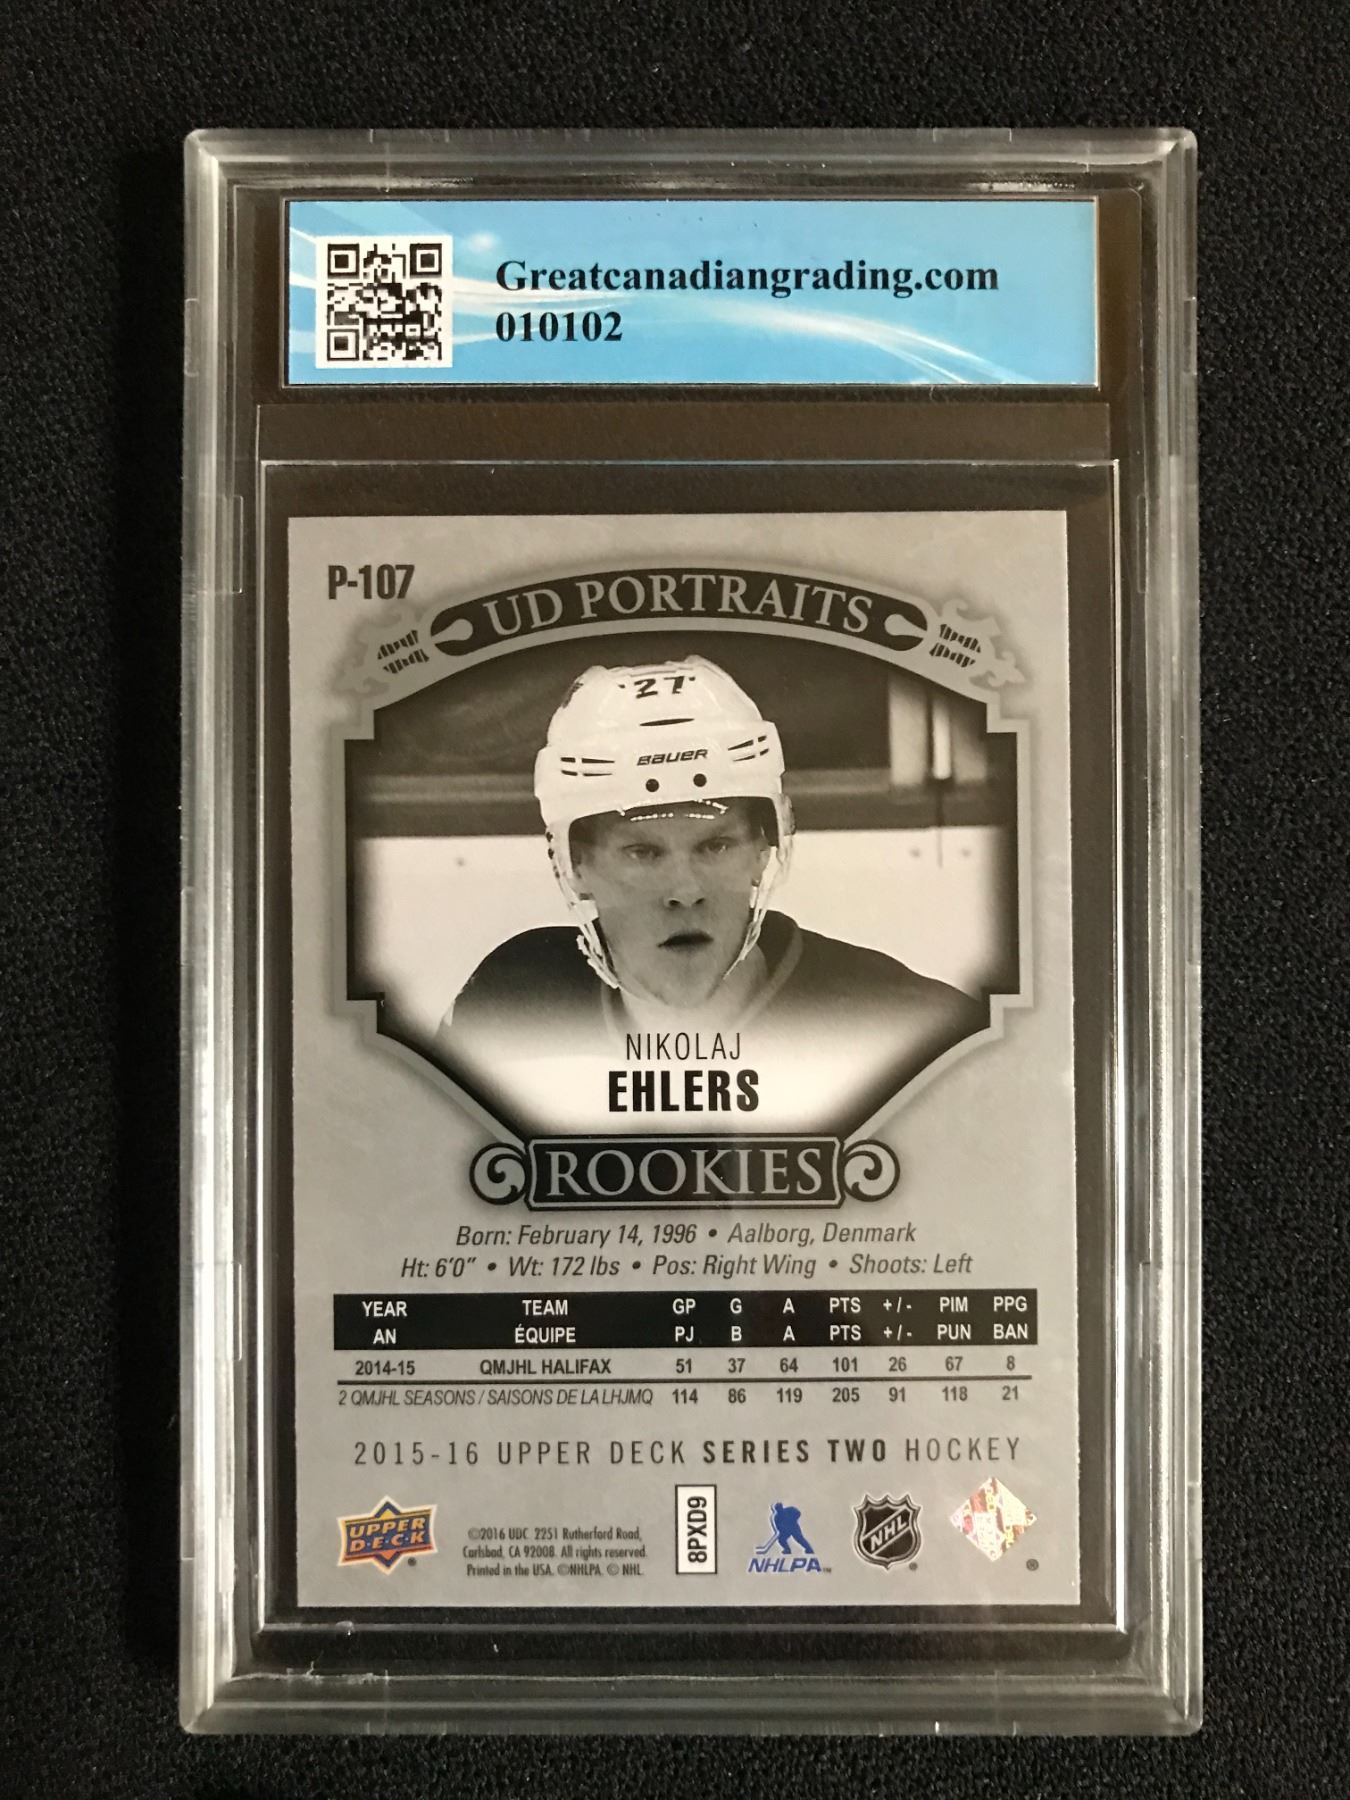 Greatcanadiangrading.com
010102
P-107
UD PORTRAITS
27
BAUER
NIKOLAJ
EHLERS
ROOKIES
Born: February 14, 1996 • Aalborg, Denmark
Ht: 6'0" • Wt: 172 lbs • Pos: Right Wing • Shoots: Left
YEAR TEAM GP G A PTS +/- PIM PPG
AN ÉQUIPE PJ B A PTS +/- PUN BAN
2014-15 QMJHL HALIFAX 51 37 64 101 26 67 8
2 QMJHL SEASONS / SAISONS DE LA LHJMQ 114 86 119 205 91 118 21
2015-16 UPPER DECK SERIES TWO HOCKEY
UPPER
D·E·C·K
®
©2016 UDC. 2251 Rutherford Road,
Carlsbad, CA 92008. All rights reserved.
Printed in the USA. ©NHLPA. © NHL.
8PXD9
NHLPA™
NHL
®
®